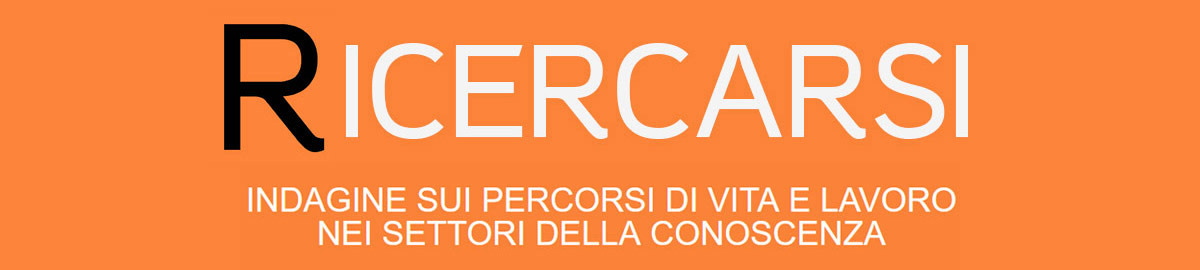 RICERCARSI
INDAGINE SUI PERCORSI DI VITA E LAVORO
NEI SETTORI DELLA CONOSCENZA